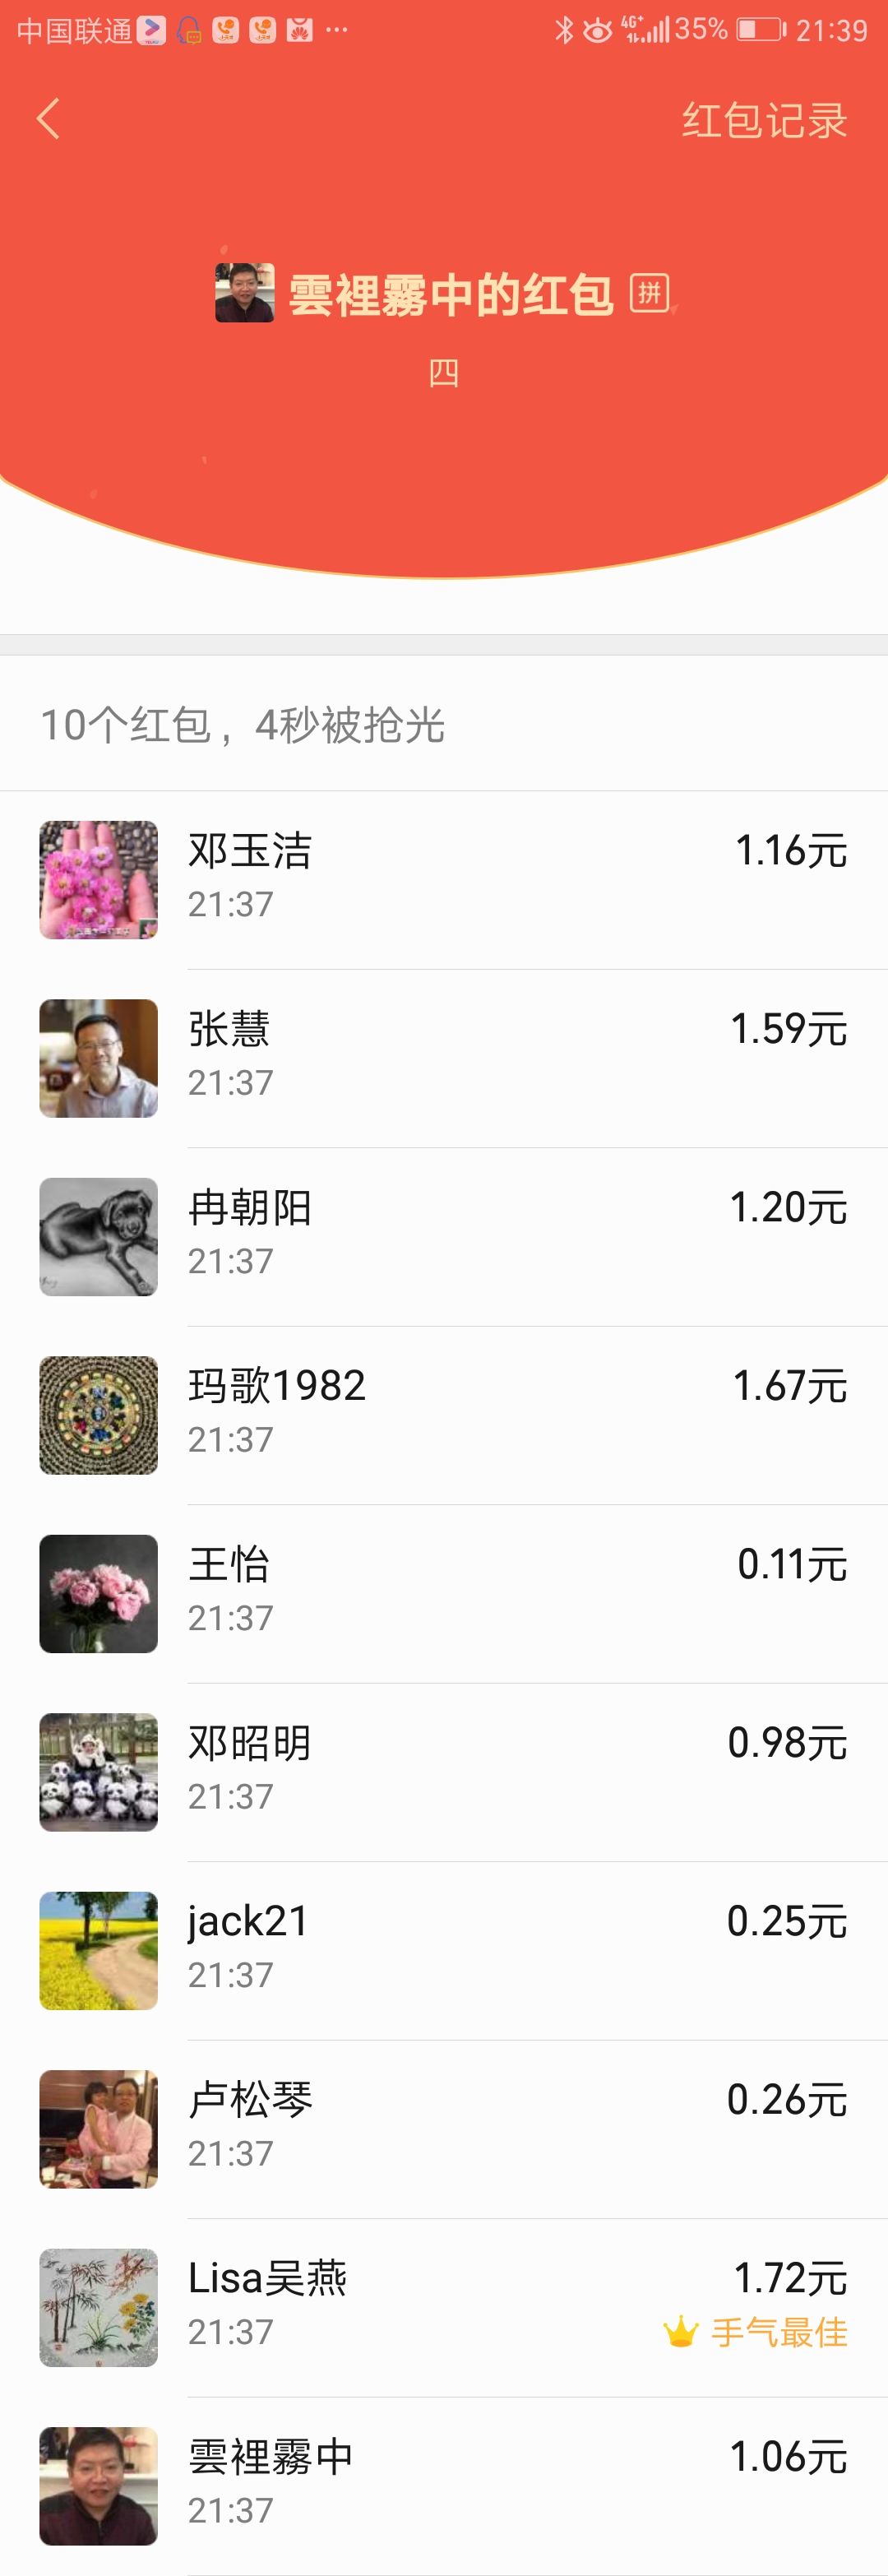 中国联通 ··· 4G+ 35% 21:39
红包记录
雲裡霧中的红包 拼
四
10个红包，4秒被抢光
邓玉洁 1.16元
21:37
张慧 1.59元
21:37
冉朝阳 1.20元
21:37
玛歌1982 1.67元
21:37
王怡 0.11元
21:37
邓昭明 0.98元
21:37
jack21 0.25元
21:37
卢松琴 0.26元
21:37
Lisa吴燕 1.72元
21:37 手气最佳
雲裡霧中 1.06元
21:37